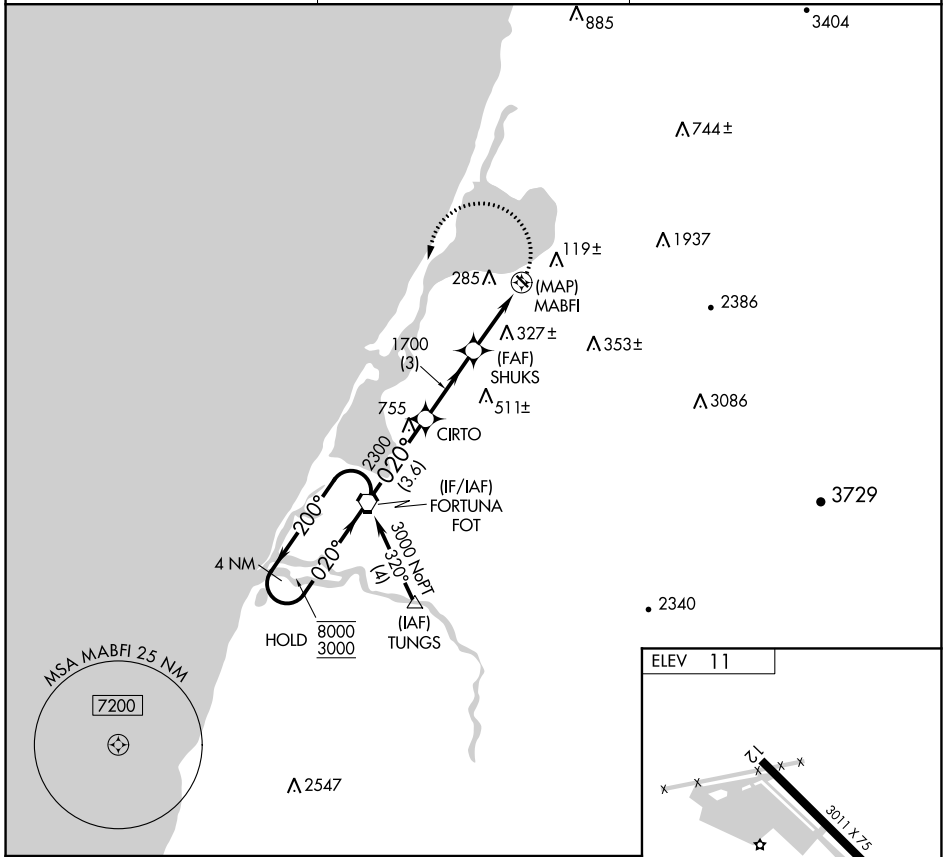 885
3404
744±
119±
1937
285
(MAP)
MABFI
2386
327±
353±
1700
(3)
(FAF)
SHUKS
511±
3086
755
CIRTO
2300
020°
(3.6)
(IF/IAF)
FORTUNA
FOT
3729
200°
020°
4 NM
3000 NoPT
320°
(4)
HOLD
8000
3000
(IAF)
TUNGS
2340
MSA MABFI 25 NM
7200
ELEV 11
2547
12
3011 X 75
X X X X X